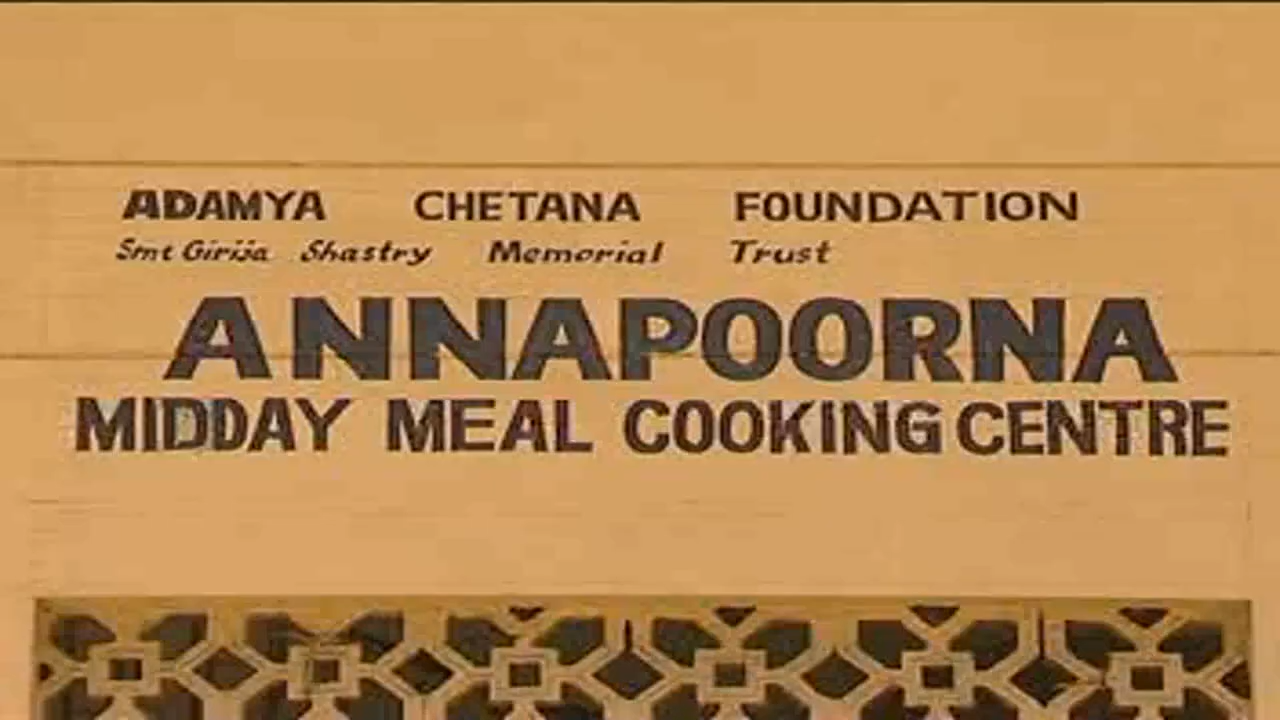 ADAMYA CHETANA FOUNDATION
Smt Girija Shastry Memorial Trust
ANNAPOORNA
MIDDAY MEAL COOKING CENTRE